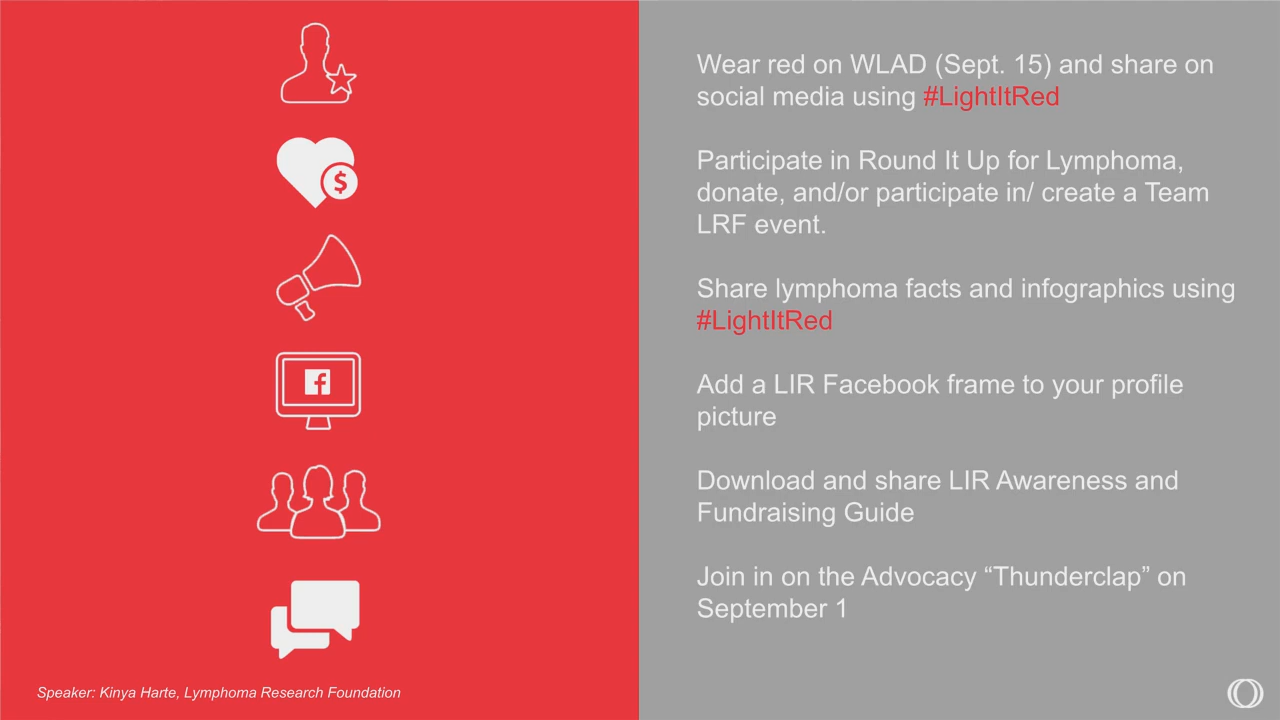 Wear red on WLAD (Sept. 15) and share on
social media using #LightItRed
Participate in Round It Up for Lymphoma,
donate, and/or participate in/ create a Team
LRF event.
Share lymphoma facts and infographics using
#LightItRed
Add a LIR Facebook frame to your profile
picture
Download and share LIR Awareness and
Fundraising Guide
Join in on the Advocacy “Thunderclap” on
September 1
Speaker: Kinya Harte, Lymphoma Research Foundation